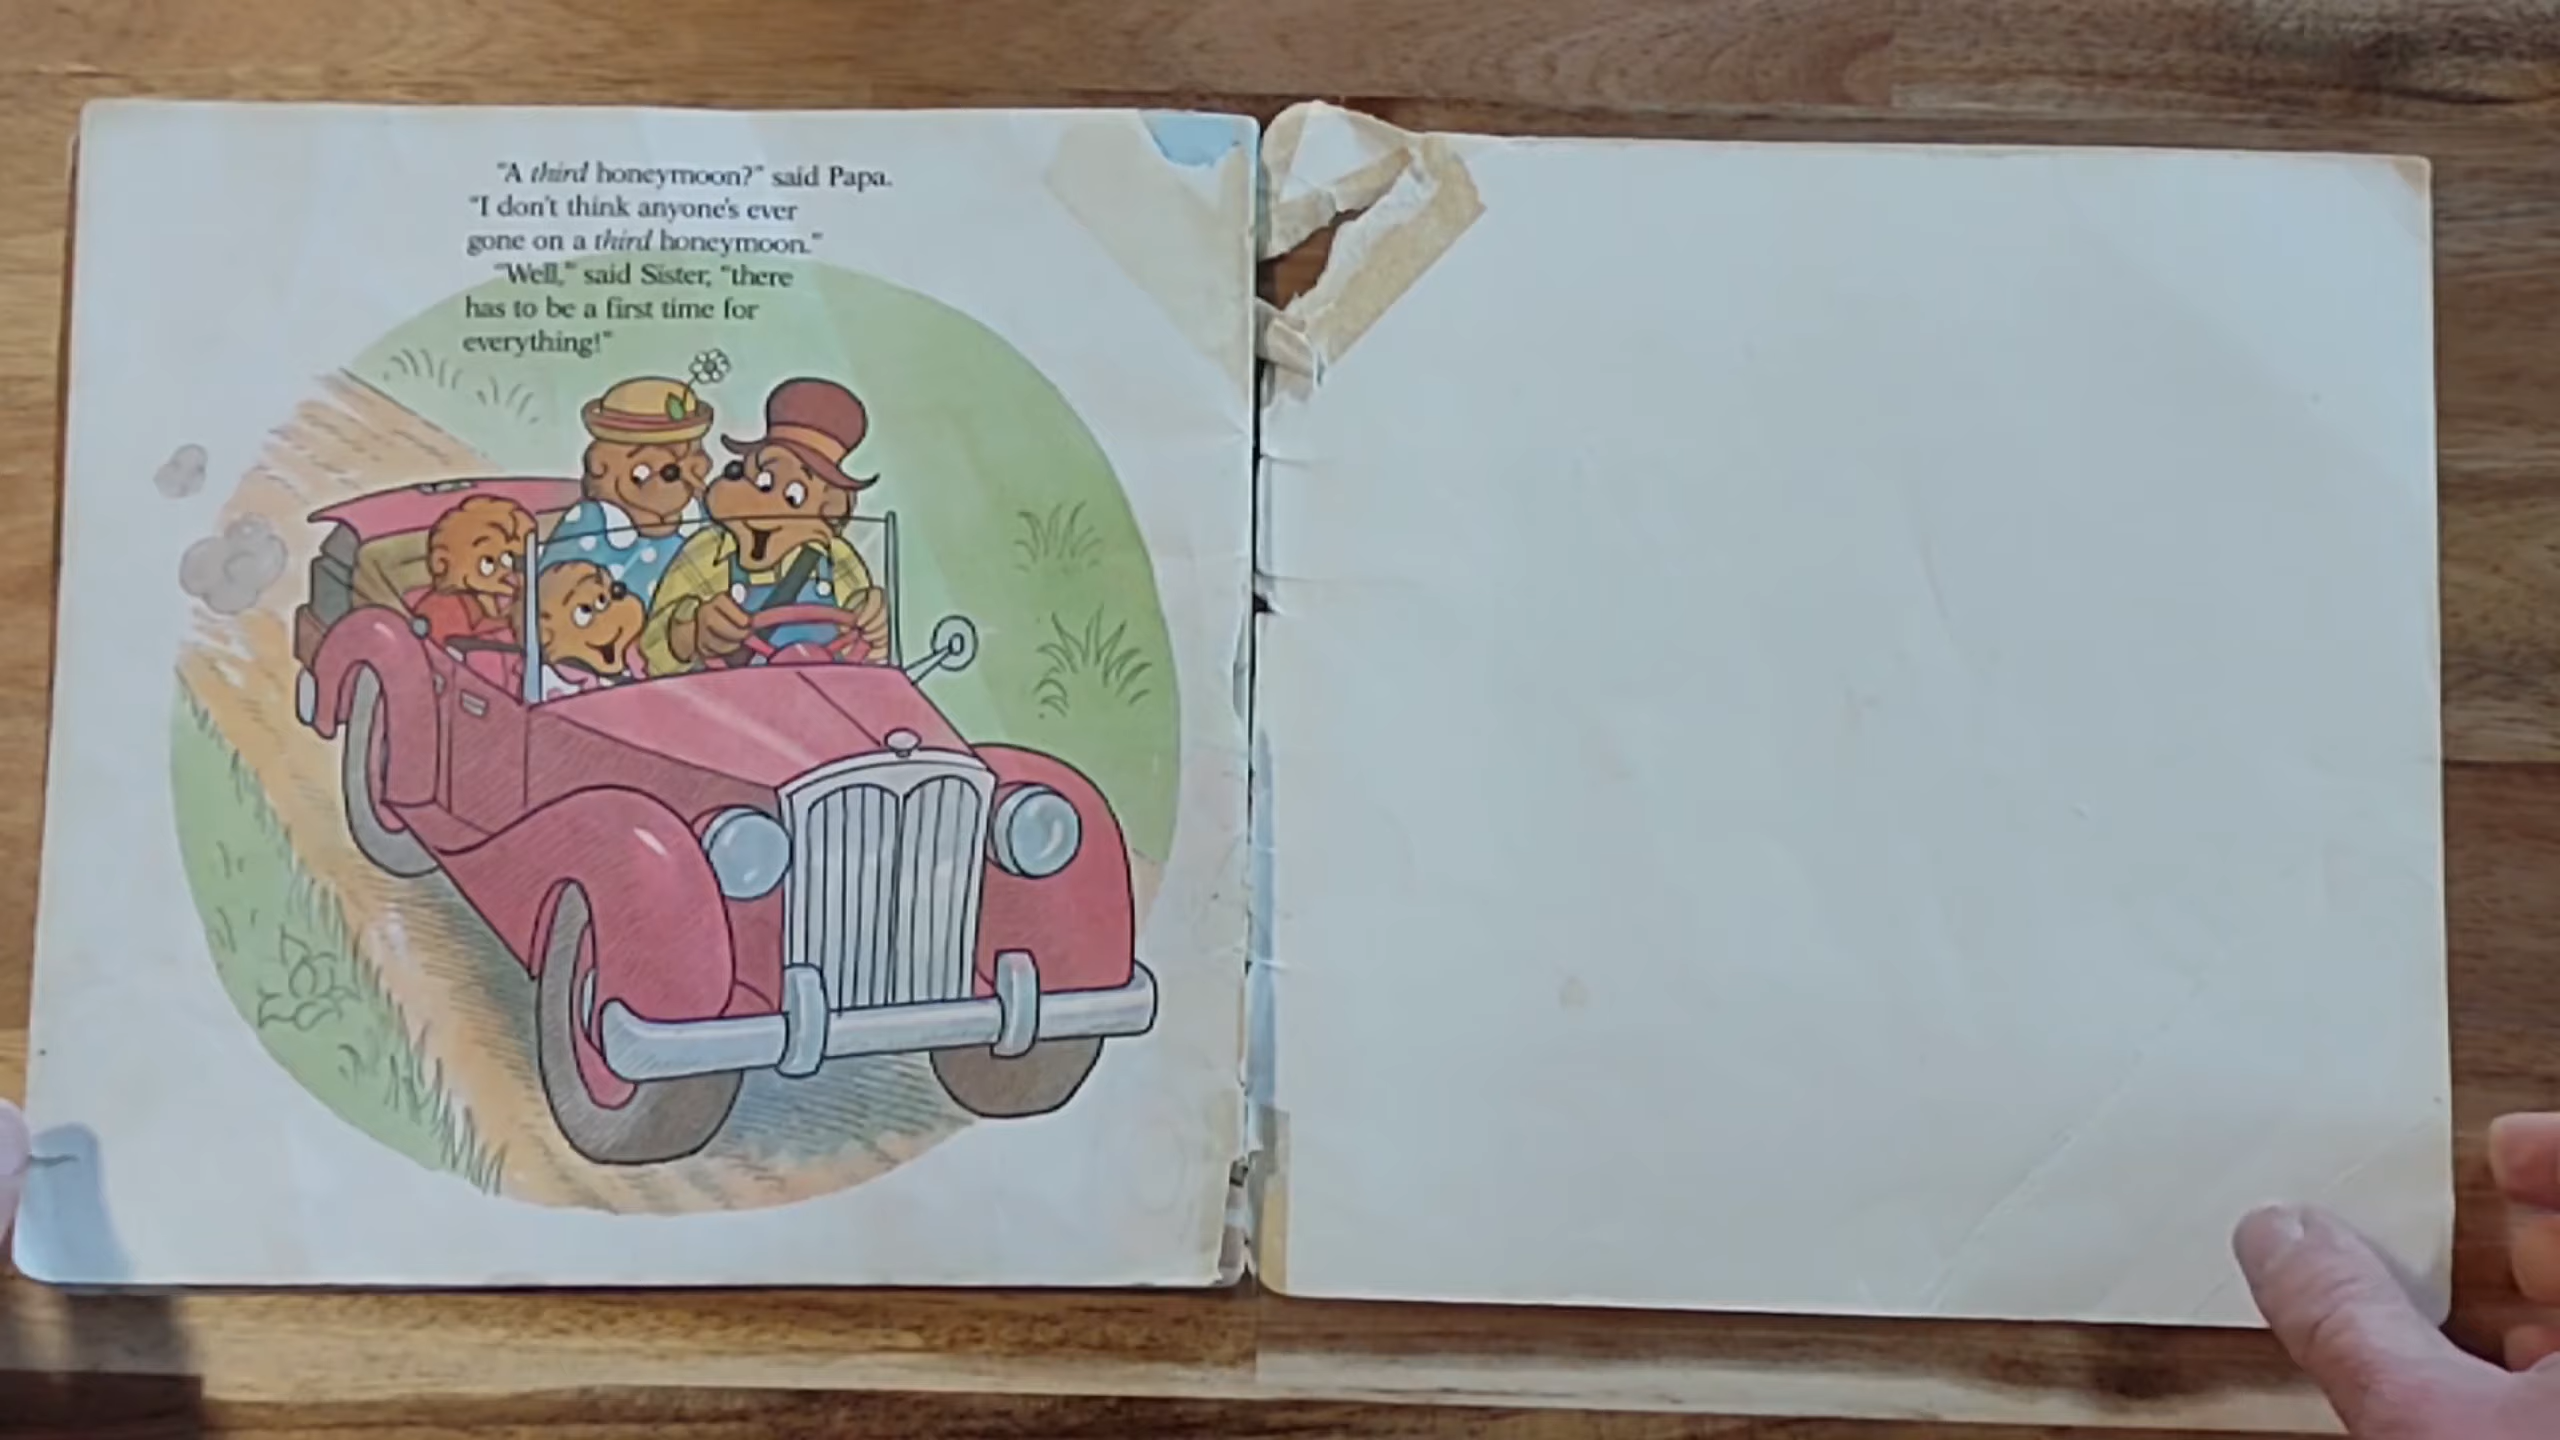 "A third honeymoon?" said Papa.
"I don't think anyone's ever
gone on a third honeymoon."
"Well," said Sister, "there
has to be a first time for
everything!"